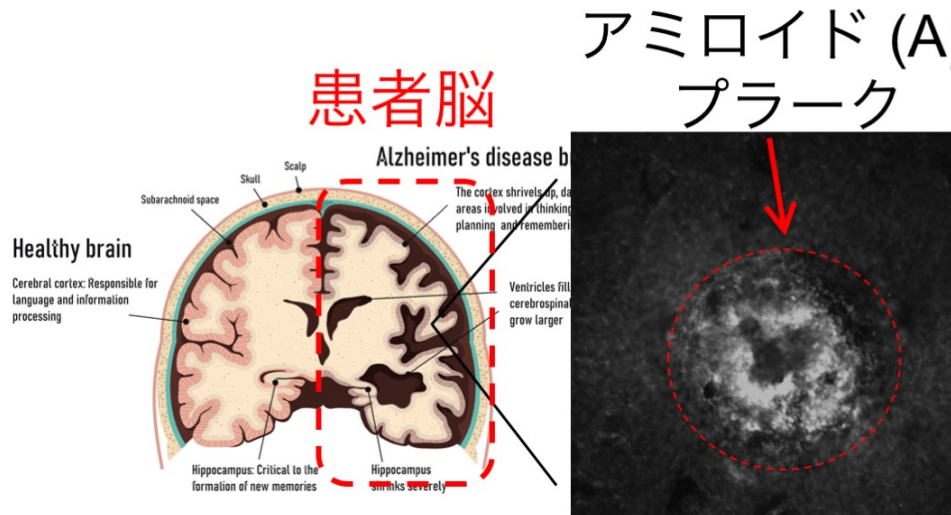 患者脳
アミロイド (A
プラーク
Alzheimer's disease b
Scalp
Skull
Subarachnoid space
The cortex shrivels up, da
areas involved in thinking
planning and rememberi
Healthy brain
Cerebral cortex: Responsible for
language and information
processing
Ventricles fill
cerebrospinal
grow larger
Hippocampus: Critical to the
formation of new memories
Hippocampus
shrinks severely